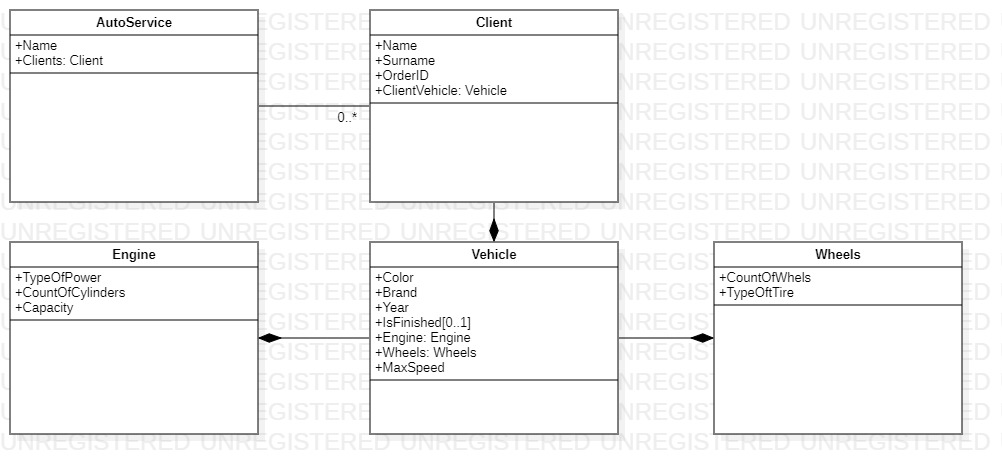 AutoService
+Name
+Clients: Client
Client
+Name
+Surname
+OrderID
+ClientVehicle: Vehicle
0..*
Engine
+TypeOfPower
+CountOfCylinders
+Capacity
Vehicle
+Color
+Brand
+Year
+IsFinished[0..1]
+Engine: Engine
+Wheels: Wheels
+MaxSpeed
Wheels
+CountOfWhels
+TypeOftTire
UNREGISTERED UNREGISTERED UNREGISTERED UNREGISTERED UNREGISTERED